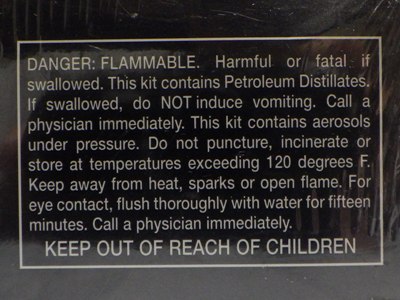 DANGER: FLAMMABLE. Harmful or fatal if
swallowed. This kit contains Petroleum Distillates.
If swallowed, do NOT induce vomiting. Call a
physician immediately. This kit contains aerosols
under pressure. Do not puncture, incinerate or
store at temperatures exceeding 120 degrees F.
Keep away from heat, sparks or open flame. For
eye contact, flush thoroughly with water for fifteen
minutes. Call a physician immediately.
KEEP OUT OF REACH OF CHILDREN